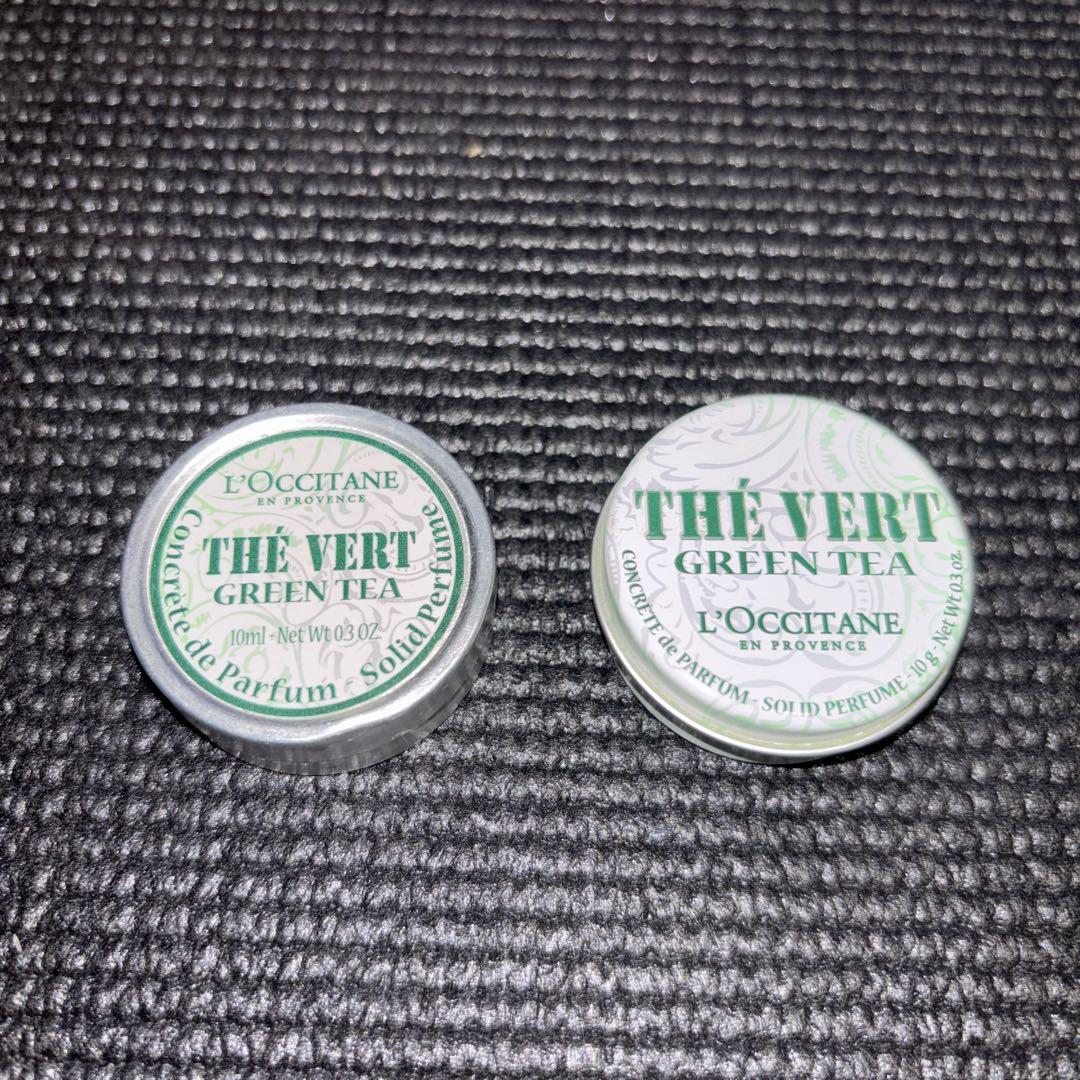 L'OCCITANE
EN PROVENCE
THÉ VERT
GREEN TEA
10ml - Net Wt 0.3 OZ.
Concrète de Parfum - Solid Perfume
THÉ VERT
GREEN TEA
L'OCCITANE
EN PROVENCE
CONCRÈTE de PARFUM - SOLID PERFUME - 10 g - Net Wt 0.3 oz.